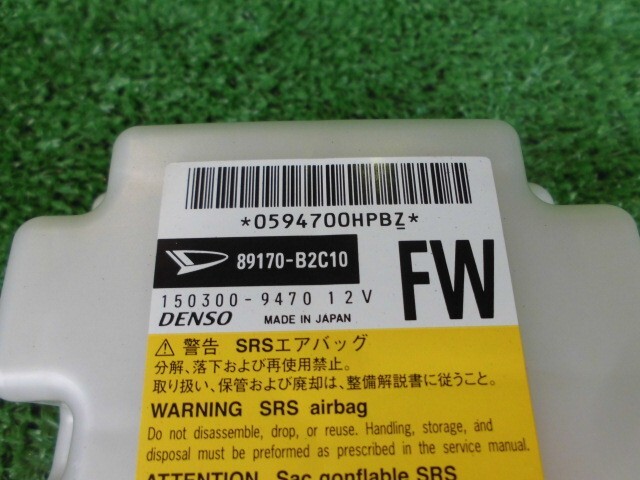 *0594700HPBZ*
89170-B2C10
FW
150300-9470 12V
DENSO MADE IN JAPAN
⚠ 警告 SRSエアバッグ
分解、落下および再使用禁止。
取り扱い、保管および廃却は、整備解説書に従うこと。
WARNING SRS airbag
Do not disassemble, drop, or reuse. Handling, storage, and
disposal must be preformed as prescribed in the service manual.
ATTENTION Sac gonflable SRS